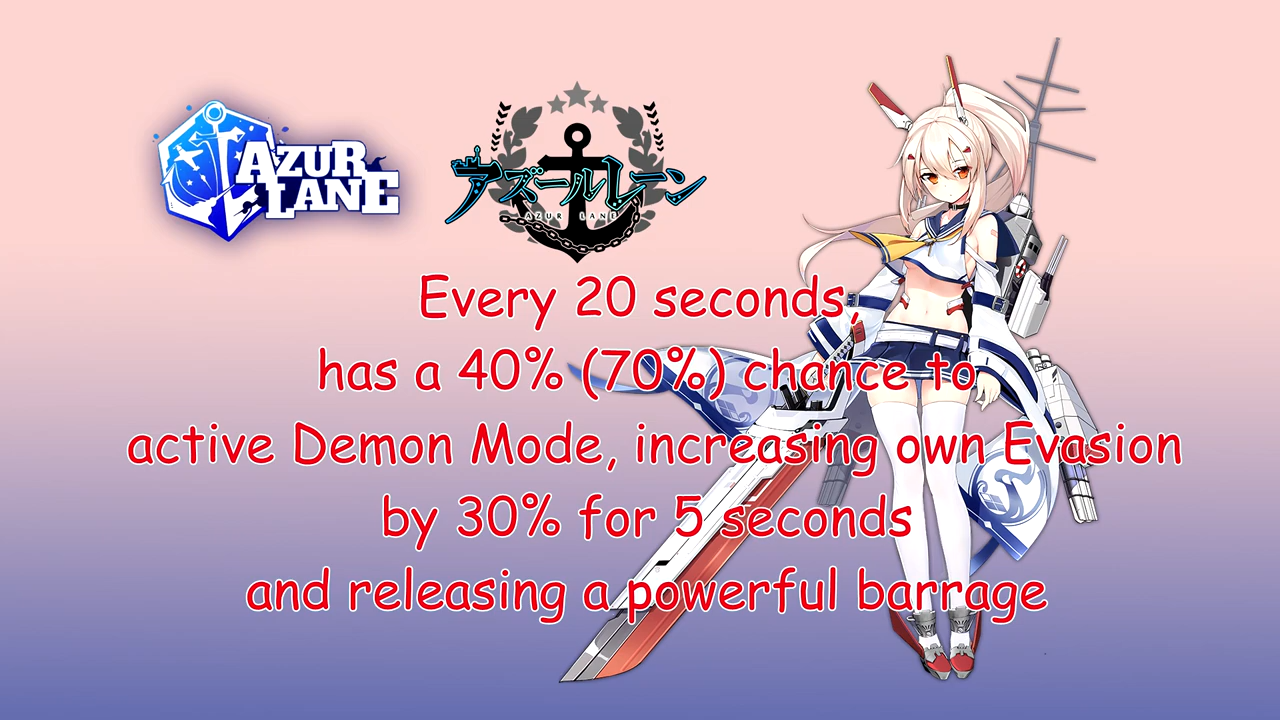 AZUR
LANE
アズールレーン
AZUR LANE
Every 20 seconds,
has a 40% (70%) chance to
active Demon Mode, increasing own Evasion
by 30% for 5 seconds
and releasing a powerful barrage